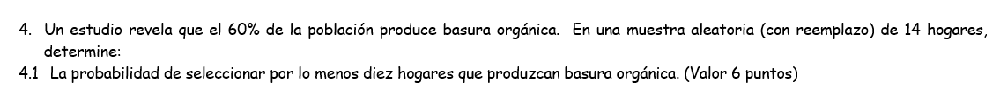 4. Un estudio revela que el 60% de la población produce basura orgánica. En una muestra aleatoria (con reemplazo) de 14 hogares,
determine:
4.1 La probabilidad de seleccionar por lo menos diez hogares que produzcan basura orgánica. (Valor 6 puntos)